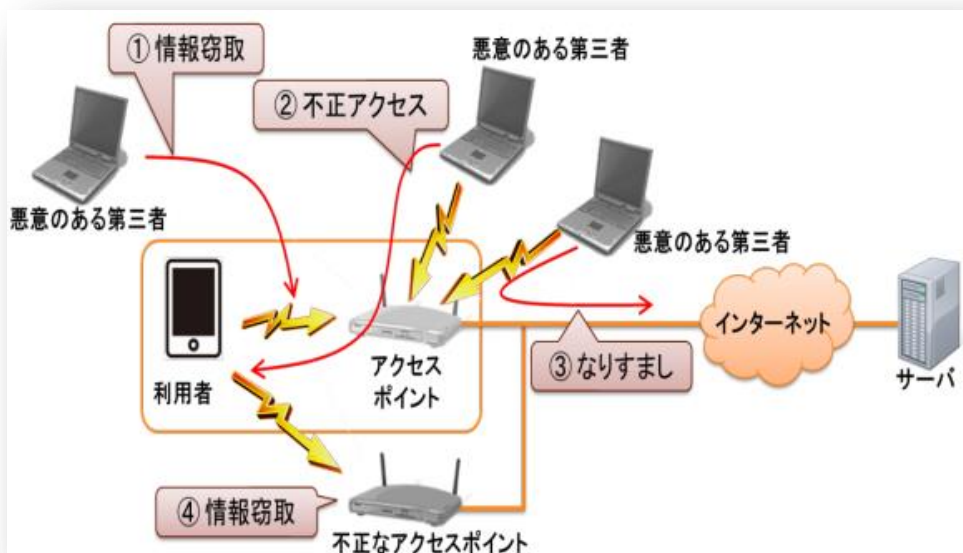 ① 情報窃取
悪意のある第三者
② 不正アクセス
悪意のある第三者
悪意のある第三者
利用者
アクセス
ポイント
③ なりすまし
インターネット
サーバ
④ 情報窃取
不正なアクセスポイント